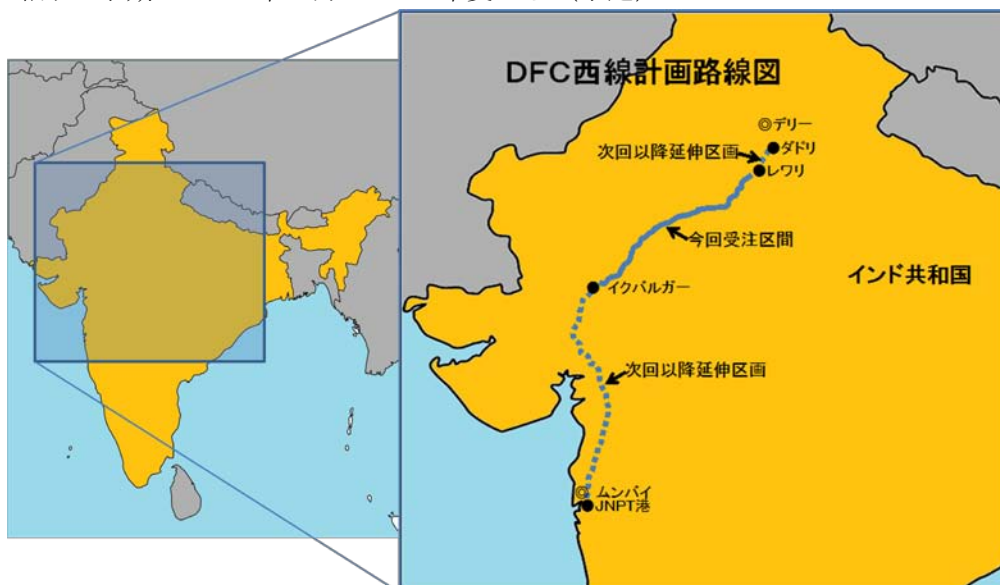 DFC西線計画路線図
◎デリー
ダドリ
次回以降延伸区画
レワリ
今回受注区間
インド共和国
イクバルガー
次回以降延伸区画
◎ ムンバイ
JNPT港